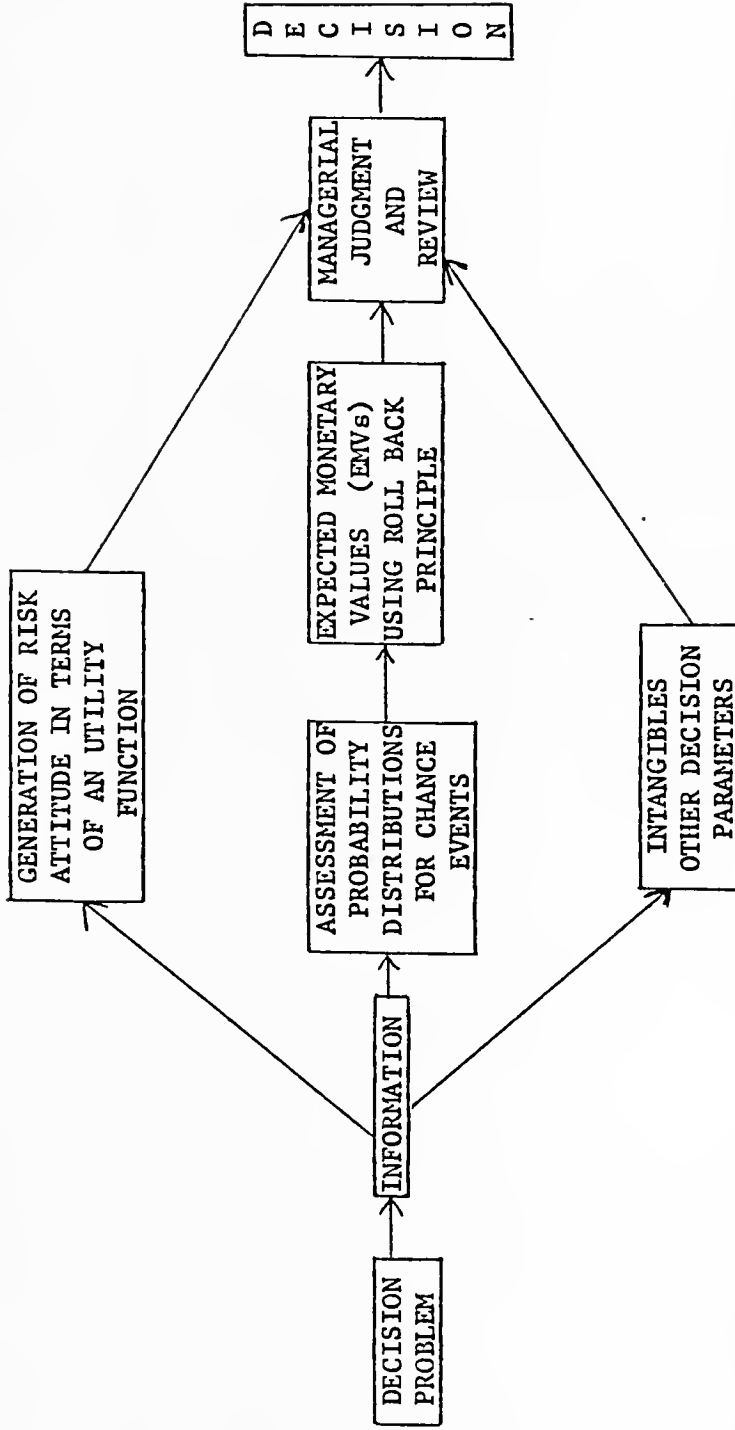 DECISION
PROBLEM
INFORMATION
GENERATION OF RISK
ATTITUDE IN TERMS
OF AN UTILITY
FUNCTION
ASSESSMENT OF
PROBABILITY
DISTRIBUTIONS
FOR CHANCE
EVENTS
INTANGIBLES
OTHER DECISION
PARAMETERS
EXPECTED MONETARY
VALUES (EMVs)
USING ROLL BACK
PRINCIPLE
MANAGERIAL
JUDGMENT
AND
REVIEW
D
E
C
I
S
I
O
N